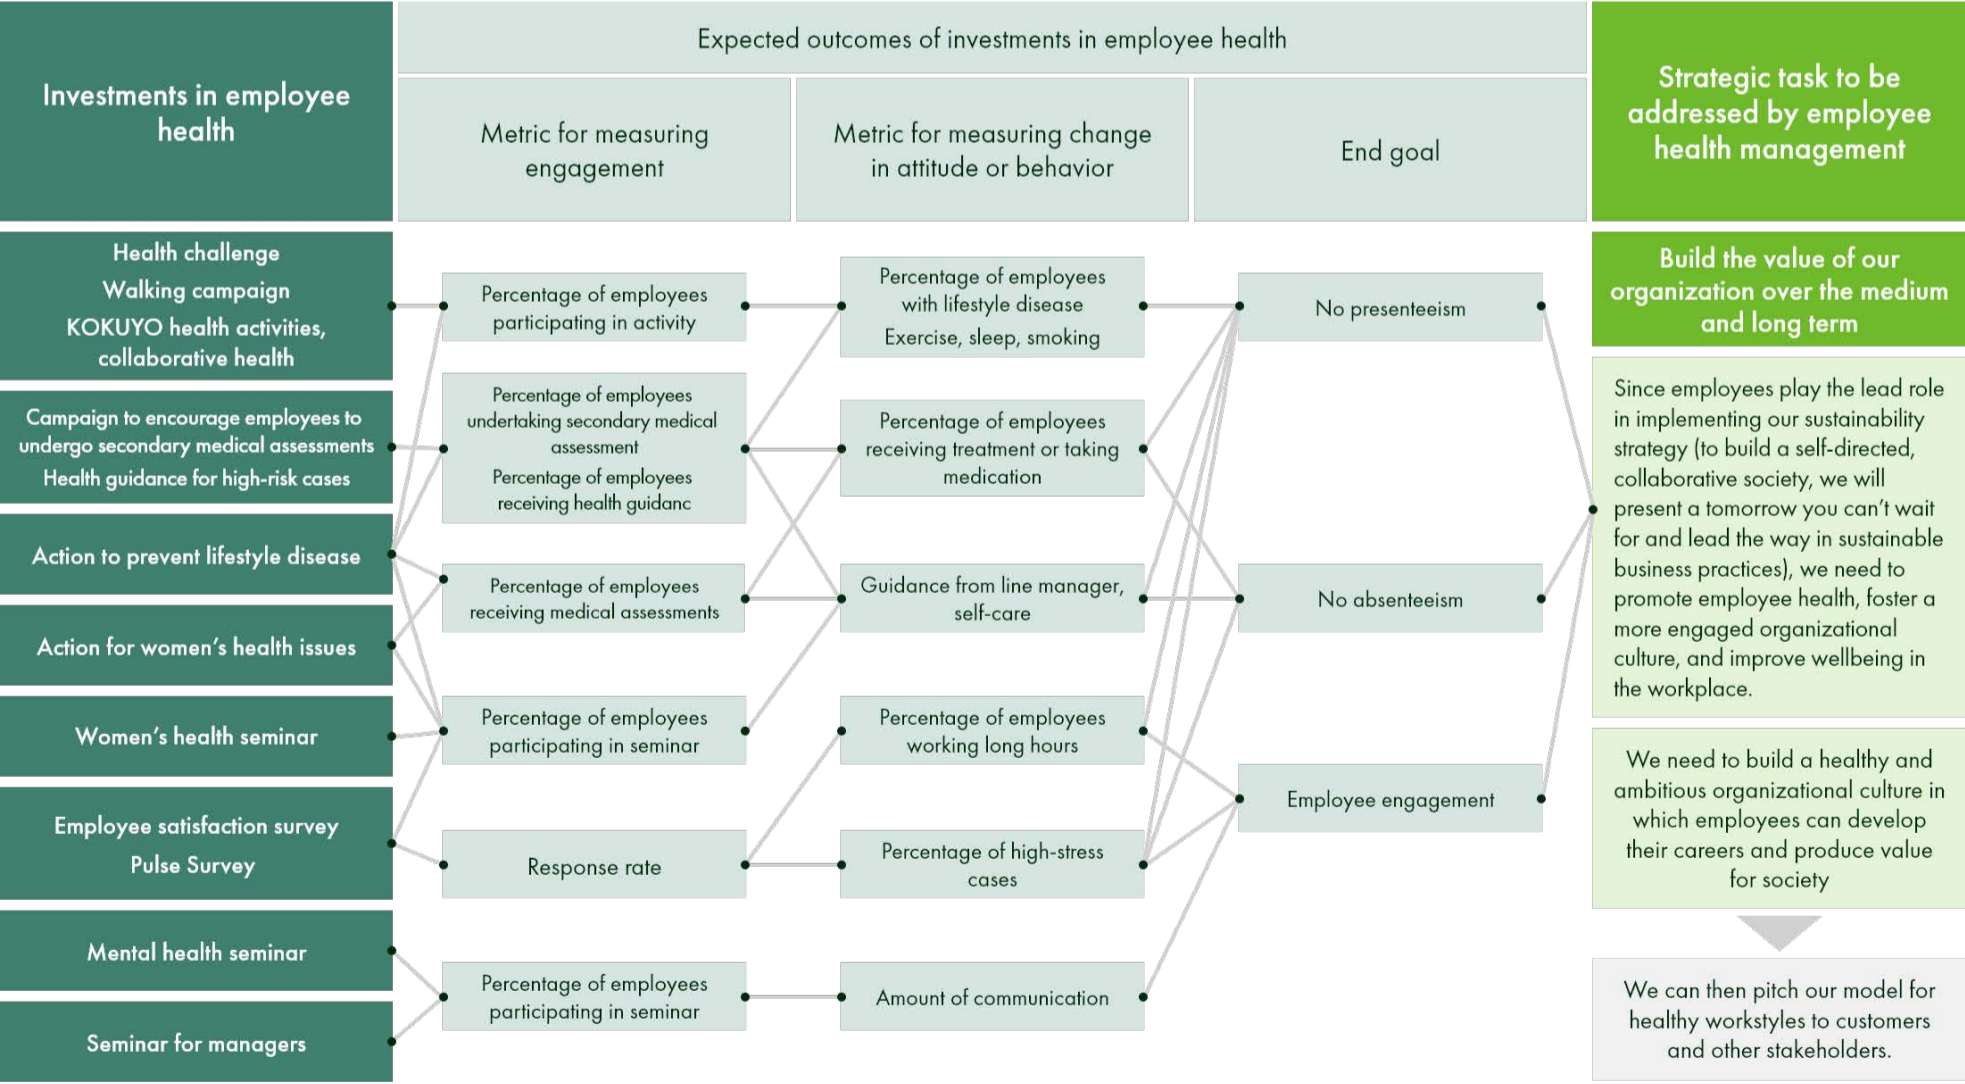 Investments in employee
health
Expected outcomes of investments in employee health
Metric for measuring
engagement
Metric for measuring change
in attitude or behavior
End goal
Strategic task to be
addressed by employee
health management
Health challenge
Walking campaign
KOKUYO health activities,
collaborative health
Campaign to encourage employees to
undergo secondary medical assessments
Health guidance for high-risk cases
Action to prevent lifestyle disease
Action for women's health issues
Women's health seminar
Employee satisfaction survey
Pulse Survey
Mental health seminar
Seminar for managers
Percentage of employees
participating in activity
Percentage of employees
undertaking secondary medical
assessment
Percentage of employees
receiving health guidanc
Percentage of employees
receiving medical assessments
Percentage of employees
participating in seminar
Response rate
Percentage of employees
participating in seminar
Percentage of employees
with lifestyle disease
Exercise, sleep, smoking
Percentage of employees
receiving treatment or taking
medication
Guidance from line manager,
self-care
Percentage of employees
working long hours
Percentage of high-stress
cases
Amount of communication
No presenteeism
No absenteeism
Employee engagement
Build the value of our
organization over the medium
and long term
Since employees play the lead role
in implementing our sustainability
strategy (to build a self-directed,
collaborative society, we will
present a tomorrow you can't wait
for and lead the way in sustainable
business practices), we need to
promote employee health, foster a
more engaged organizational
culture, and improve wellbeing in
the workplace.
We need to build a healthy and
ambitious organizational culture in
which employees can develop
their careers and produce value
for society
We can then pitch our model for
healthy workstyles to customers
and other stakeholders.